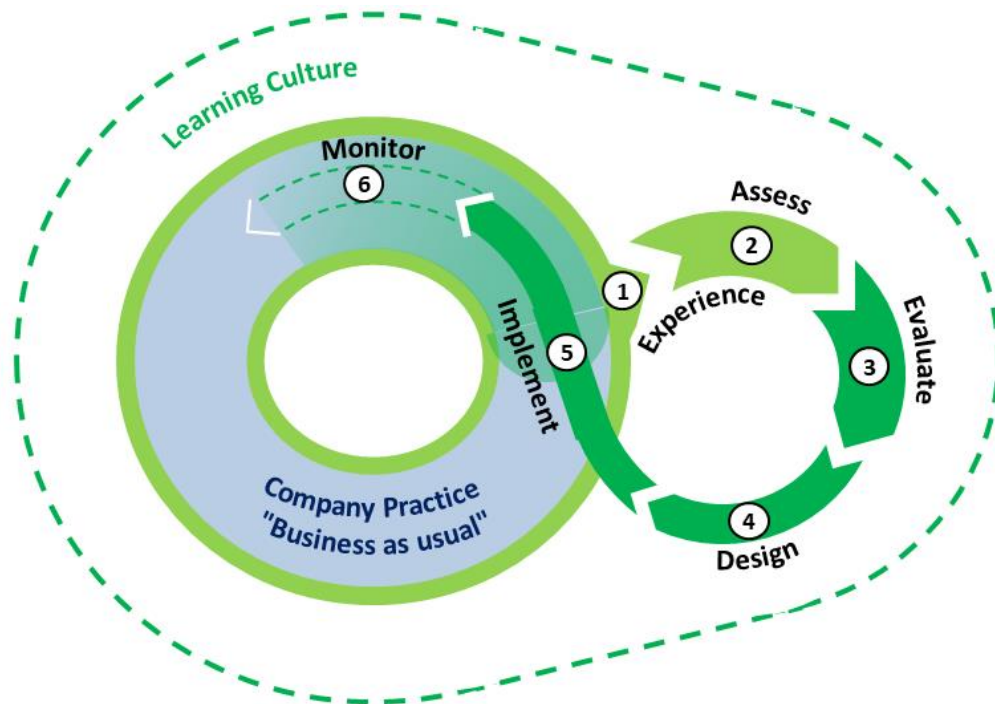 Learning Culture
Monitor
6
Assess
2
1
Experience
Evaluate
3
Implement
5
4
Design
Company Practice
"Business as usual"